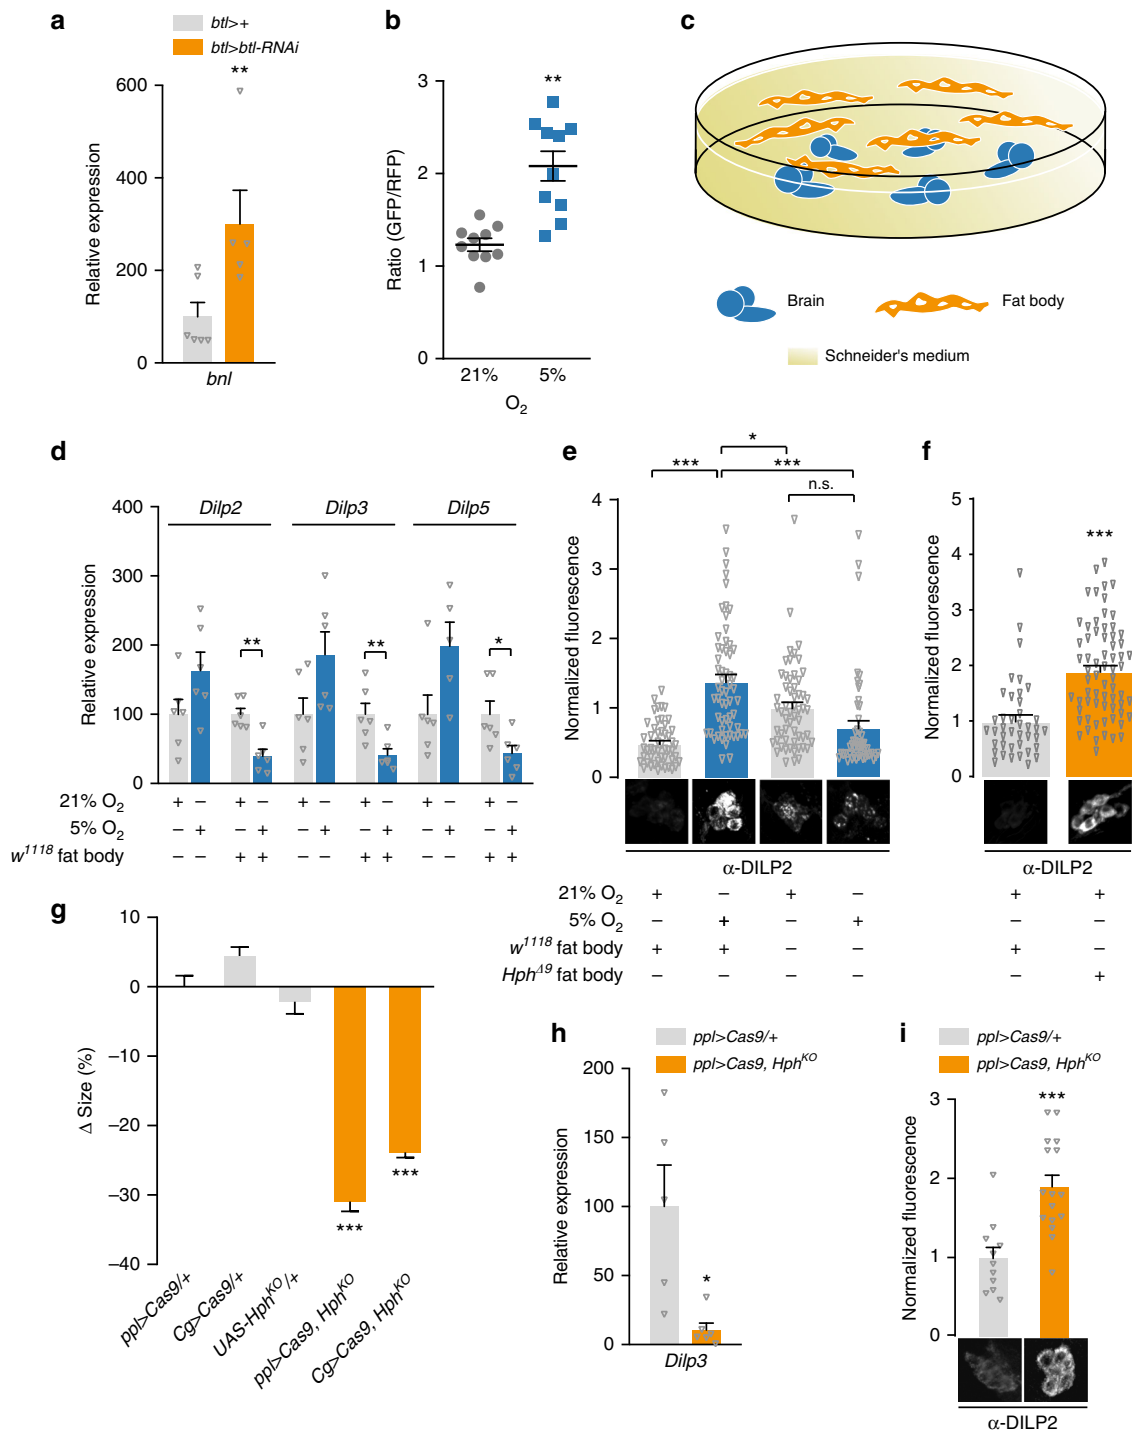 a
btl>+
btl>btl-RNAi
**
Relative expression
600
400
200
0
bnl
b
**
Ratio (GFP/RFP)
3
2
1
0
21% 5%
O2
c
Brain
Fat body
Schneider's medium
d
Relative expression
400
300
200
100
0
Dilp2 Dilp3 Dilp5
** ** *
21% O2 + – + – + – + – + – + –
5% O2 – + – + – + – + – + – +
w1118 fat body – – + + – – + + – – + +
e
*
*** ***
n.s.
Normalized fluorescence
4
3
2
1
0
α-DILP2
21% O2 + – + –
5% O2 – + – +
w1118 fat body + + – –
HphΔ9 fat body – – – –
f
***
Normalized fluorescence
5
4
3
2
1
0
α-DILP2
+ +
– –
+ –
– +
g
Δ Size (%)
10
0
–10
–20
–30
–40
***
***
ppl>Cas9/+
Cg>Cas9/+
UAS-HphKO/+
ppl>Cas9, HphKO
Cg>Cas9, HphKO
h
ppl>Cas9/+
ppl>Cas9, HphKO
Relative expression
200
150
100
50
0
*
Dilp3
i
ppl>Cas9/+
ppl>Cas9, HphKO
***
Normalized fluorescence
3
2
1
0
α-DILP2